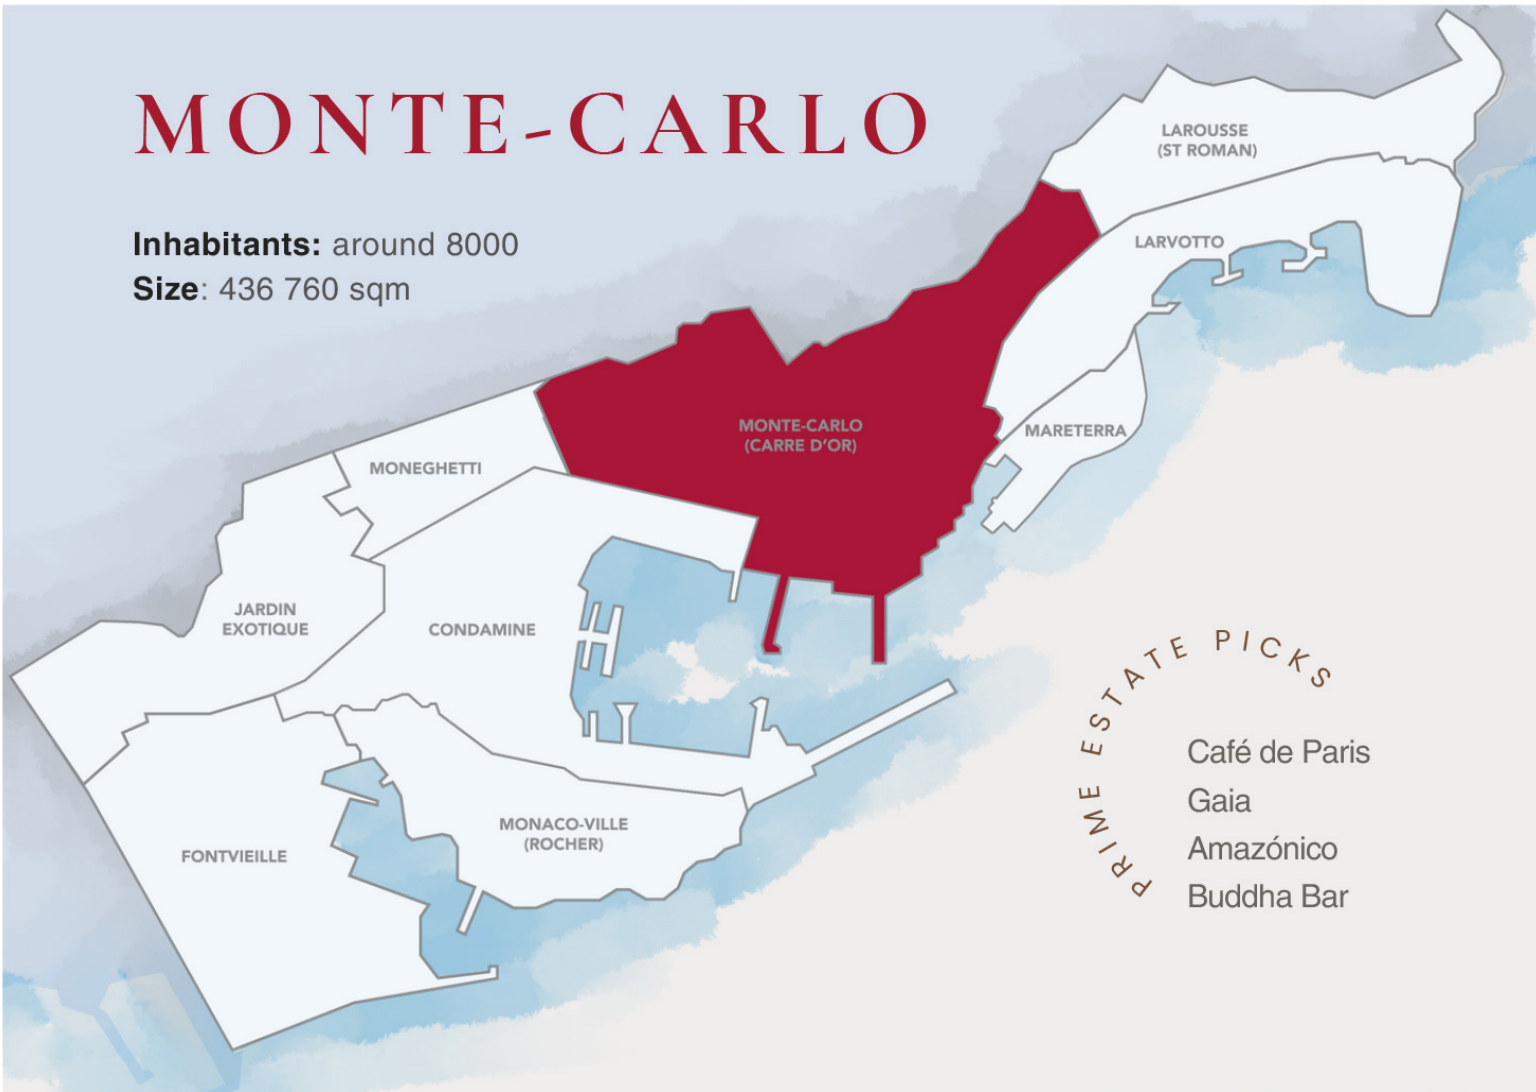 MONTE-CARLO
Inhabitants: around 8000
Size: 436 760 sqm
LAROUSSE
(ST ROMAN)
LARVOTTO
MONTE-CARLO
(CARRE D'OR)
MARETERRA
MONEGHETTI
JARDIN
EXOTIQUE
CONDAMINE
MONACO-VILLE
(ROCHER)
FONTVIEILLE
PRIME ESTATE PICKS
Café de Paris
Gaia
Amazónico
Buddha Bar